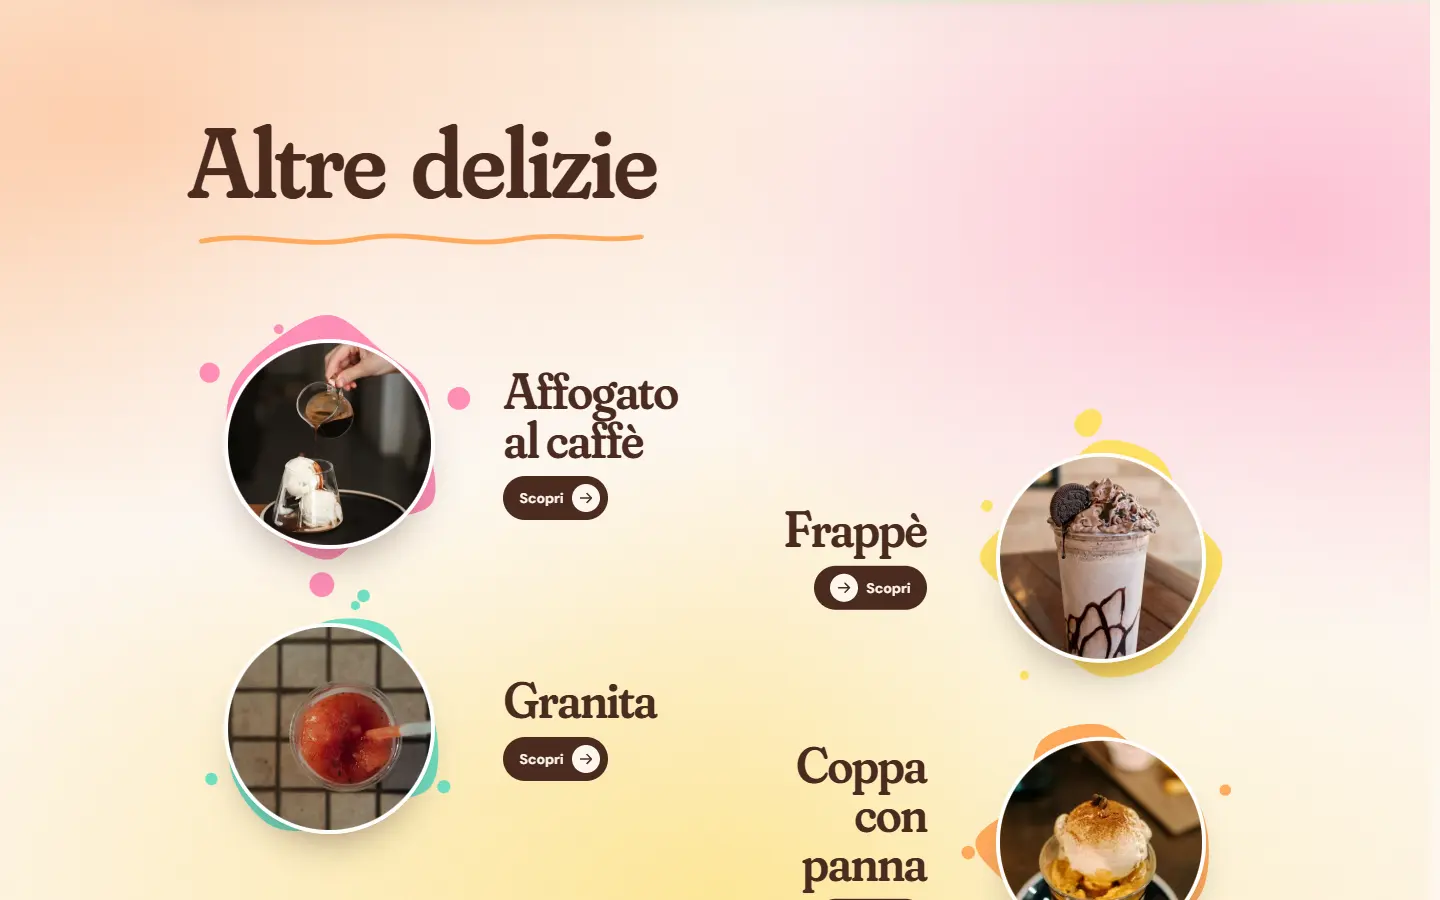 Altre delizie
Affogato
al caffè
Scopri
Frappè
Scopri
Granita
Scopri
Coppa
con
panna